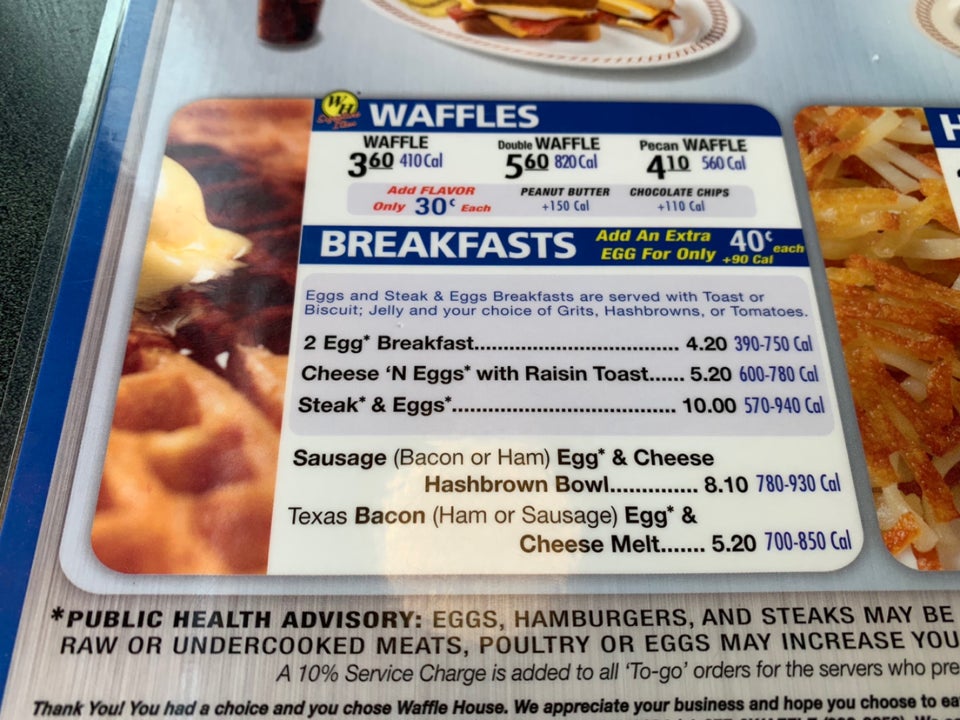 WH
WAFFLES
WAFFLE Double WAFFLE Pecan WAFFLE
3.60 410 Cal 5.60 820 Cal 4.10 560 Cal
Add FLAVOR PEANUT BUTTER CHOCOLATE CHIPS
Only 30¢ Each +150 Cal +110 Cal
BREAKFASTS Add An Extra EGG For Only 40¢ each +90 Cal
Eggs and Steak & Eggs Breakfasts are served with Toast or
Biscuit; Jelly and your choice of Grits, Hashbrowns, or Tomatoes.
2 Egg* Breakfast................................ 4.20 390-750 Cal
Cheese 'N Eggs* with Raisin Toast...... 5.20 600-780 Cal
Steak* & Eggs*................................... 10.00 570-940 Cal
Sausage (Bacon or Ham) Egg* & Cheese
Hashbrown Bowl.............. 8.10 780-930 Cal
Texas Bacon (Ham or Sausage) Egg* &
Cheese Melt....... 5.20 700-850 Cal
*PUBLIC HEALTH ADVISORY: EGGS, HAMBURGERS, AND STEAKS MAY BE
RAW OR UNDERCOOKED MEATS, POULTRY OR EGGS MAY INCREASE YOU
A 10% Service Charge is added to all 'To-go' orders for the servers who pre
Thank You! You had a choice and you chose Waffle House. We appreciate your business and hope you choose to ea